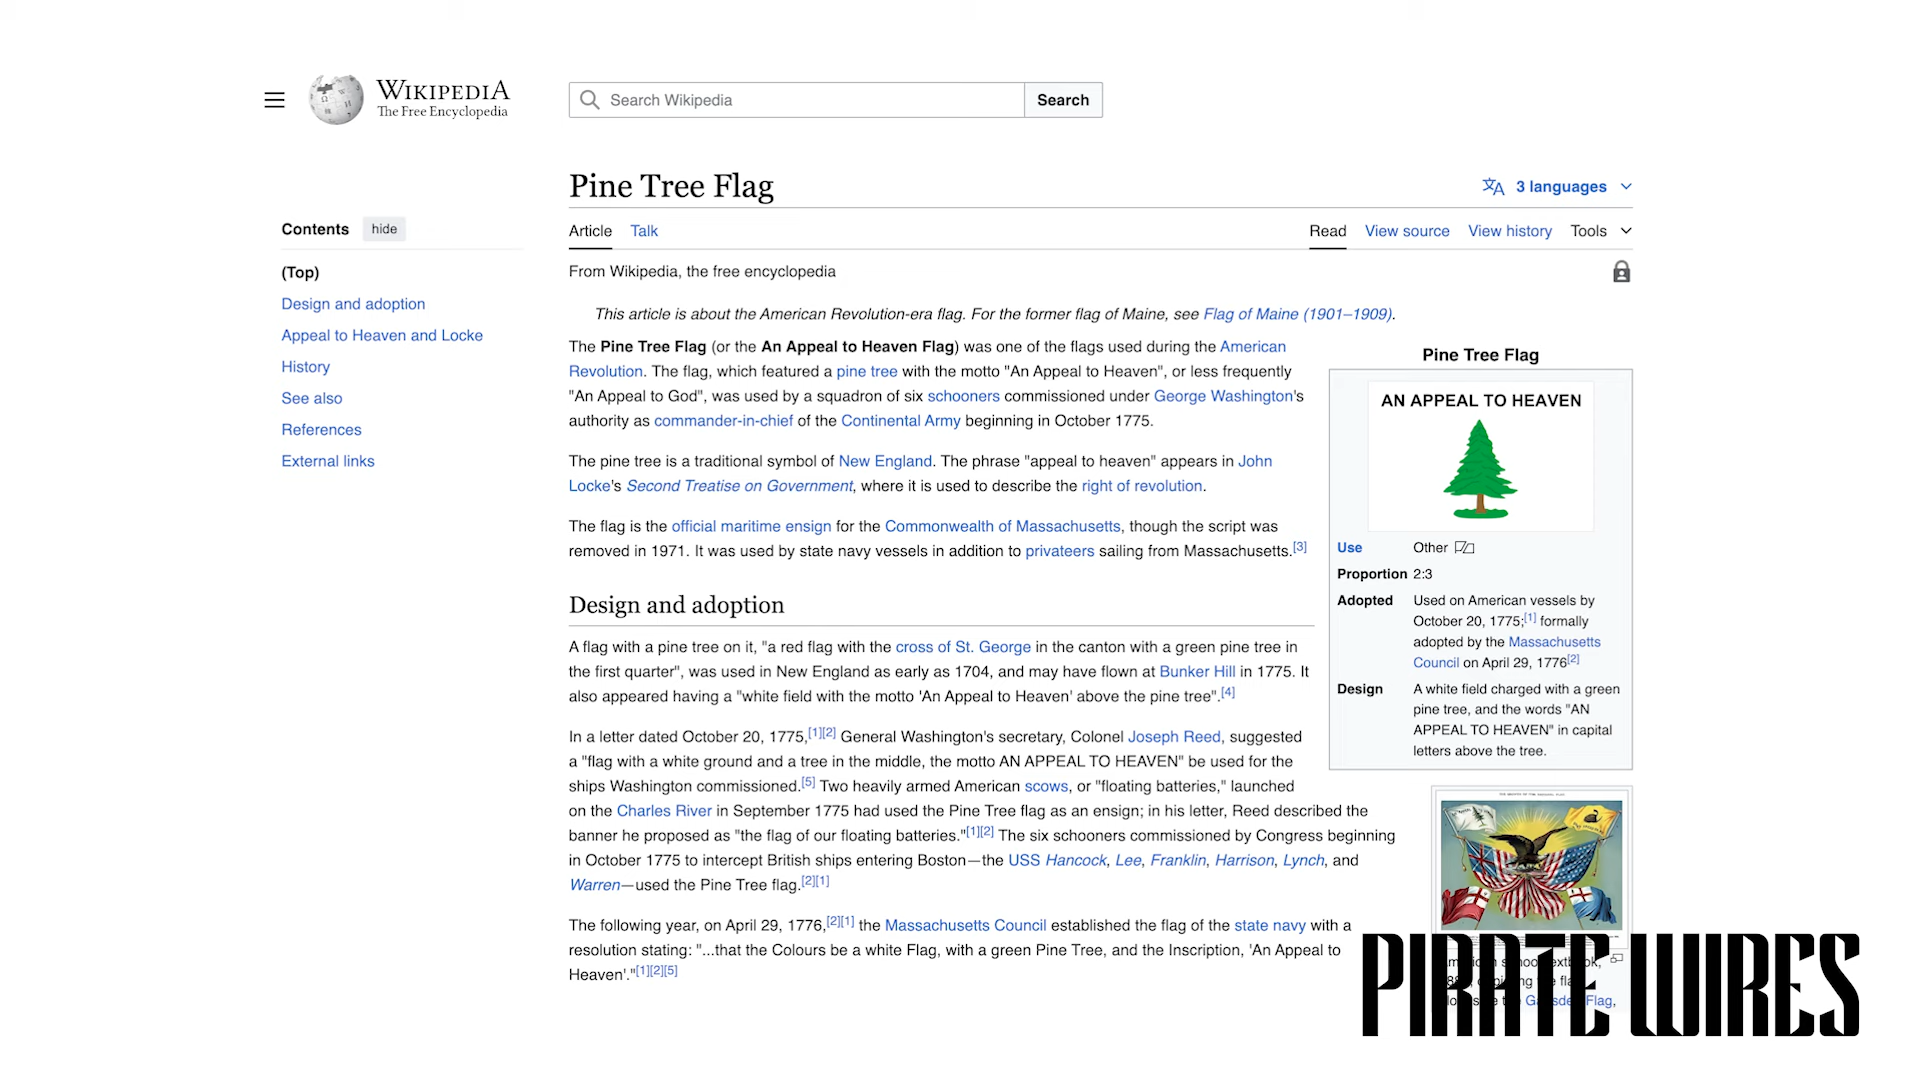 WIKIPEDIA
The Free Encyclopedia
Search Wikipedia
Search
Pine Tree Flag
3 languages
Contents
hide
Article
Talk
Read
View source
View history
Tools
(Top)
Design and adoption
Appeal to Heaven and Locke
History
See also
References
External links
From Wikipedia, the free encyclopedia
This article is about the American Revolution-era flag. For the former flag of Maine, see Flag of Maine (1901–1909).
The Pine Tree Flag (or the An Appeal to Heaven Flag) was one of the flags used during the American
Revolution. The flag, which featured a pine tree with the motto "An Appeal to Heaven", or less frequently
"An Appeal to God", was used by a squadron of six schooners commissioned under George Washington's
authority as commander-in-chief of the Continental Army beginning in October 1775.
The pine tree is a traditional symbol of New England. The phrase "appeal to heaven" appears in John
Locke's Second Treatise on Government, where it is used to describe the right of revolution.
The flag is the official maritime ensign for the Commonwealth of Massachusetts, though the script was
removed in 1971. It was used by state navy vessels in addition to privateers sailing from Massachusetts.[3]
Design and adoption
A flag with a pine tree on it, "a red flag with the cross of St. George in the canton with a green pine tree in
the first quarter", was used in New England as early as 1704, and may have flown at Bunker Hill in 1775. It
also appeared having a "white field with the motto 'An Appeal to Heaven' above the pine tree".[4]
In a letter dated October 20, 1775,[1][2] General Washington's secretary, Colonel Joseph Reed, suggested
a "flag with a white ground and a tree in the middle, the motto AN APPEAL TO HEAVEN" be used for the
ships Washington commissioned.[5] Two heavily armed American scows, or "floating batteries," launched
on the Charles River in September 1775 had used the Pine Tree flag as an ensign; in his letter, Reed described the
banner he proposed as "the flag of our floating batteries."[1][2] The six schooners commissioned by Congress beginning
in October 1775 to intercept British ships entering Boston—the USS Hancock, Lee, Franklin, Harrison, Lynch, and
Warren—used the Pine Tree flag.[2][1]
The following year, on April 29, 1776,[2][1] the Massachusetts Council established the flag of the state navy with a
resolution stating: "...that the Colours be a white Flag, with a green Pine Tree, and the Inscription, 'An Appeal to
Heaven'."[1][2][5]
Pine Tree Flag
AN APPEAL TO HEAVEN
Use Other
Proportion 2:3
Adopted Used on American vessels by
October 20, 1775;[1] formally
adopted by the Massachusetts
Council on April 29, 1776[2]
Design A white field charged with a green
pine tree, and the words "AN
APPEAL TO HEAVEN" in capital
letters above the tree.
Flag,
PIRATE WIRES